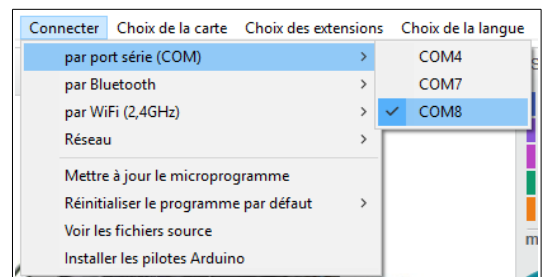 Connecter Choix de la carte Choix des extensions Choix de la langue
par port série (COM)
COM4
par Bluetooth
COM7
par WiFi (2,4GHz)
COM8
Réseau
Mettre à jour le microprogramme
Réinitialiser le programme par défaut
Voir les fichiers source
Installer les pilotes Arduino